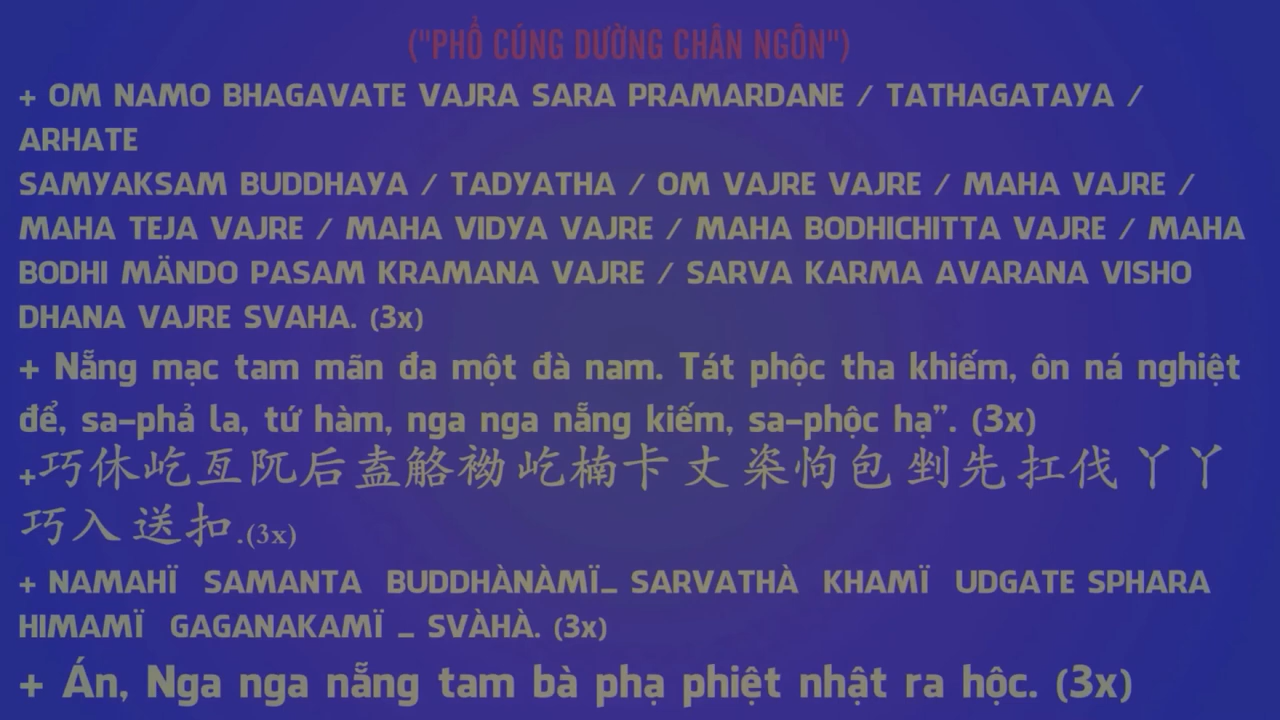 ("PHỔ CÚNG DƯỜNG CHÂN NGÔN")
+ OM NAMO BHAGAVATE VAJRA SARA PRAMARDANE / TATHAGATAYA /
ARHATE
SAMYAKSAM BUDDHAYA / TADYATHA / OM VAJRE VAJRE / MAHA VAJRE /
MAHA TEJA VAJRE / MAHA VIDYA VAJRE / MAHA BODHICHITTA VAJRE / MAHA
BODHI MÄNDO PASAM KRAMANA VAJRE / SARVA KARMA AVARANA VISHO
DHANA VAJRE SVAHA. (3x)
+ Nẵng mạc tam mãn đa một đà nam. Tát phộc tha khiếm, ôn ná nghiệt
để, sa-phả la, tứ hàm, nga nga nẵng kiếm, sa-phộc hạ”. (3x)
+巧休屹亙阢后盍觡袎屹楠卡丈柒怐包剉先扛伐丫丫
巧入送扣.(3x)
+ NAMAHÏ SAMANTA BUDDHÀNÀMÏ_ SARVATHÀ KHAMÏ UDGATE SPHARA
HIMAMÏ GAGANAKAMÏ _ SVÀHÀ. (3x)
+ Án, Nga nga nẵng tam bà phạ phiệt nhật ra hộc. (3x)